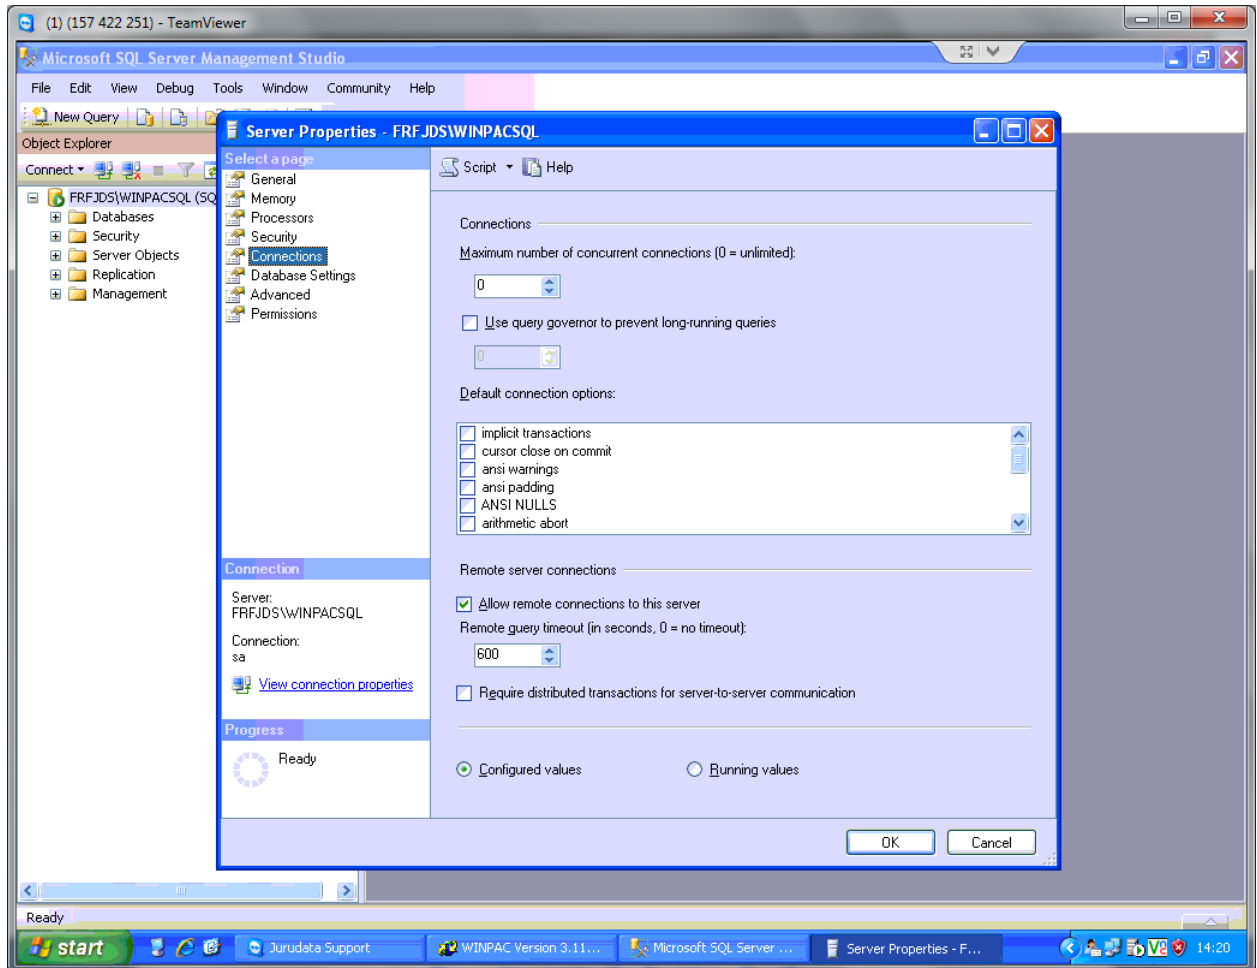 (1) (157 422 251) - TeamViewer
Microsoft SQL Server Management Studio
File Edit View Debug Tools Window Community Help
New Query
Object Explorer
Connect
FRFJDS\WINPACSQL (SQ
Databases
Security
Server Objects
Replication
Management
Server Properties - FRFJDS\WINPACSQL
Select a page
General
Memory
Processors
Security
Connections
Database Settings
Advanced
Permissions
Script Help
Connections
Maximum number of concurrent connections (0 = unlimited):
0
Use query governor to prevent long-running queries
0
Default connection options:
implicit transactions
cursor close on commit
ansi warnings
ansi padding
ANSI NULLS
arithmetic abort
Remote server connections
Allow remote connections to this server
Remote query timeout (in seconds, 0 = no timeout):
600
Require distributed transactions for server-to-server communication
Configured values Running values
Connection
Server:
FRFJDS\WINPACSQL
Connection:
sa
View connection properties
Progress
Ready
OK Cancel
Ready
start Jurudata Support WINPAC Version 3.11... Microsoft SQL Server ... Server Properties - F... 14:20